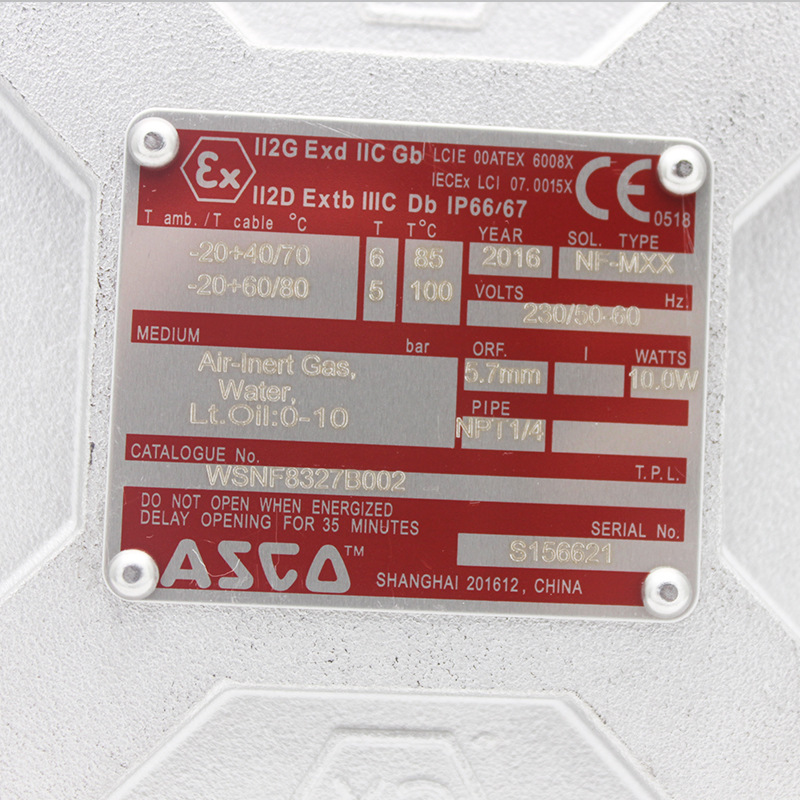 Ex II2G Exd IIC Gb LCIE 00ATEX 6008X
IECEx LCI 07.0015X CE
II2D Extb IIIC Db IP66/67 0518
T amb./T cable °C T T°C YEAR SOL. TYPE
-20+40/70 6 85 2016 NF-MXX
-20+60/80 5 100 VOLTS Hz.
230/50-60
MEDIUM bar ORF. I WATTS
Air-Inert Gas, 5.7mm 10.0W
Water, PIPE
Lt.Oil:0-10 NPT1/4
CATALOGUE No. T.P.L.
WSNF8327B002
DO NOT OPEN WHEN ENERGIZED
DELAY OPENING FOR 35 MINUTES SERIAL No.
S156621
ASCO™ SHANGHAI 201612, CHINA